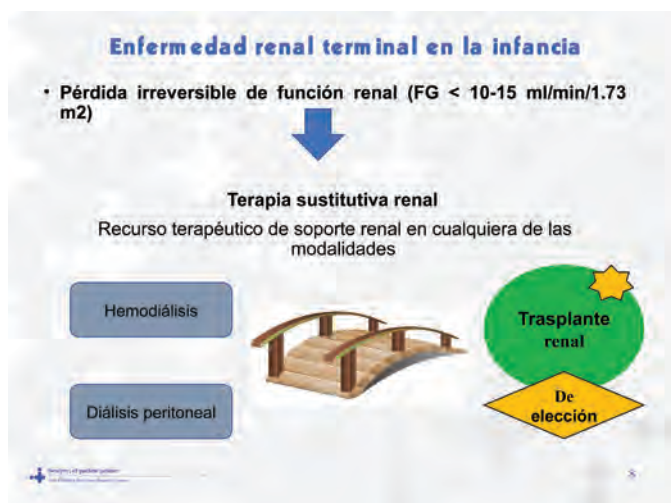 Enfermedad renal terminal en la infancia
• Pérdida irreversible de función renal (FG < 10-15 ml/min/1.73
m2)
Terapia sustitutiva renal
Recurso terapéutico de soporte renal en cualquiera de las
modalidades
Hemodiálisis
Diálisis peritoneal
Trasplante
renal
De
elección
8